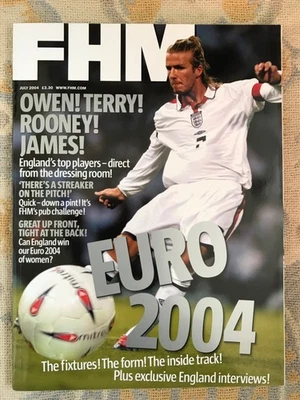 FHM
JULY 2004 £3.30 WWW.FHM.COM
OWEN! TERRY!
ROONEY!
JAMES!
England's top players – direct
from the dressing room!
'THERE'S A STREAKER
ON THE PITCH!'
Quick – down a pint! It's
FHM's pub challenge!
GREAT UP FRONT,
TIGHT AT THE BACK!
Can England win
our Euro 2004
of women?
7
EURO
2004
The fixtures! The form! The inside track!
Plus exclusive England interviews!